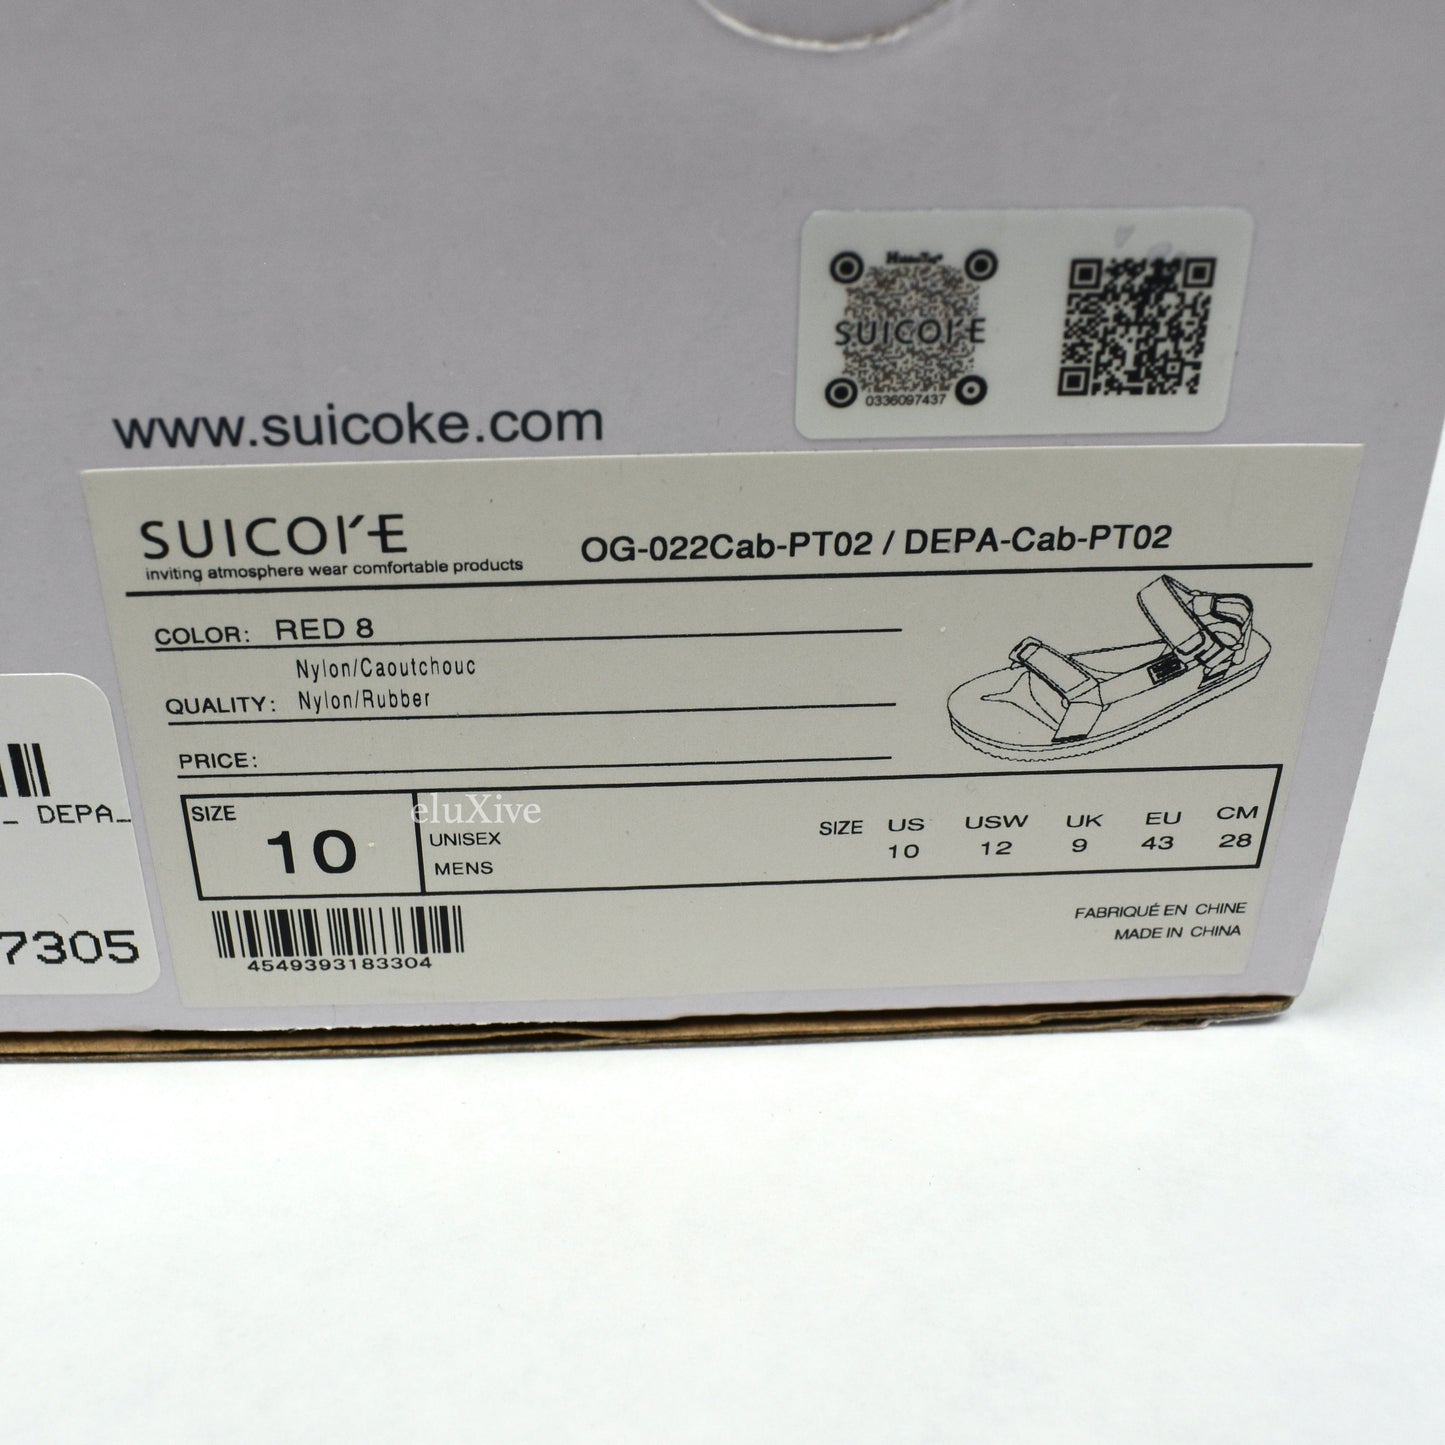 SUICOKE
0336097437
www.suicoke.com
SUICOKE
inviting atmosphere wear comfortable products
OG-022Cab-PT02 / DEPA-Cab-PT02
COLOR: RED 8
Nylon/Caoutchouc
QUALITY: Nylon/Rubber
PRICE:
SIZE
10
eluXive
UNISEX
MENS
SIZE US USW UK EU CM
10 12 9 43 28
4549393183304
FABRIQUÉ EN CHINE
MADE IN CHINA
_ DEPA_
7305